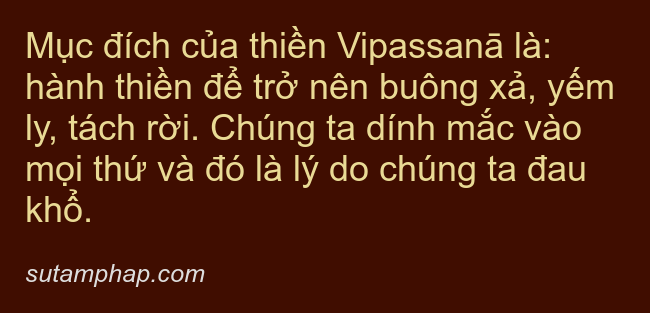 Mục đích của thiền Vipassanā là:
hành thiền để trở nên buông xả, yếm
ly, tách rời. Chúng ta dính mắc vào
mọi thứ và đó là lý do chúng ta đau
khổ.
sutamphap.com